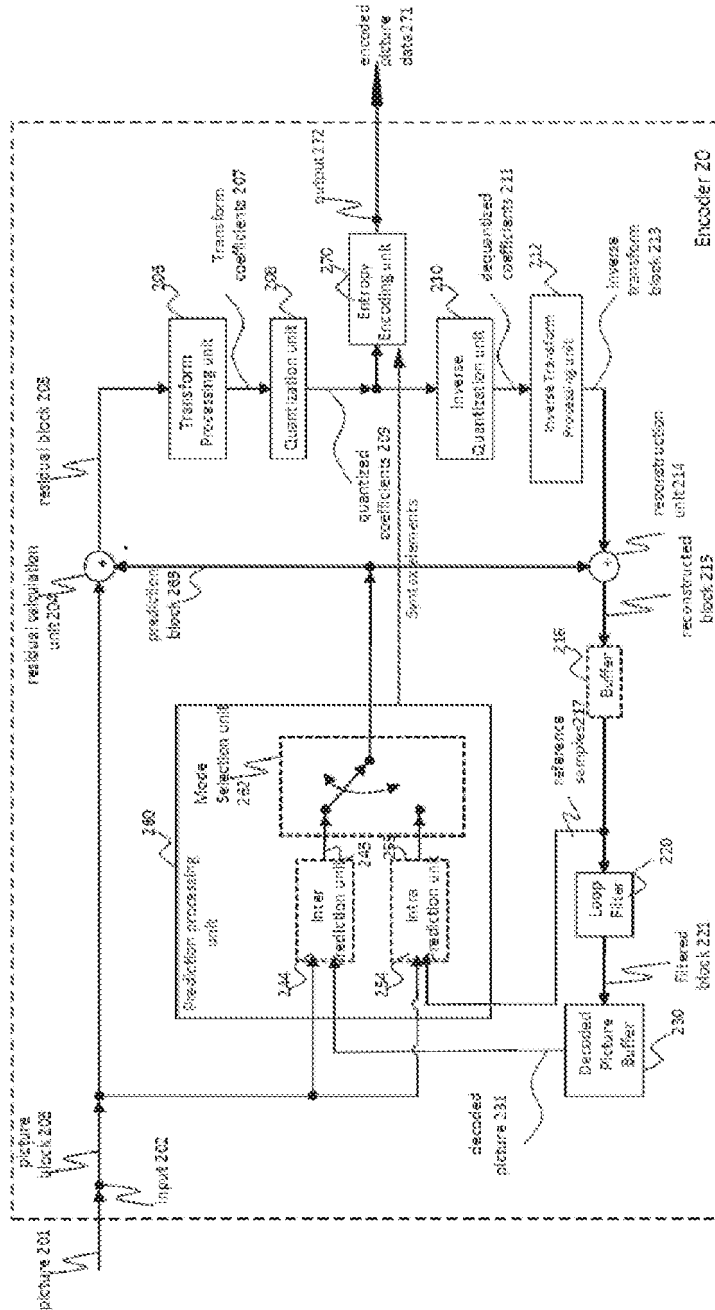 picture 201
input 202
picture
block 203
residual calculation
unit 204
residual block 205
206
Transform
Processing unit
Transform
coefficients 207
208
Quantization unit
quantized
coefficients 209
270
Entropy
Encoding unit
output 272
encoded
picture
data 271
Syntax elements
210
Inverse
Quantization unit
dequantized
coefficients 211
212
Inverse Transform
Processing unit
inverse
transform
block 213
reconstruction
unit 214
reconstructed
block 215
216
Buffer
reference
samples 217
220
Loop
Filter
filtered
block 221
Decoded
Picture
Buffer
230
decoded
picture 231
260
Prediction processing
unit
Mode
Selection unit
262
244
Inter
Prediction unit
245
254
Intra
Prediction unit
255
prediction
block 265
Encoder 20